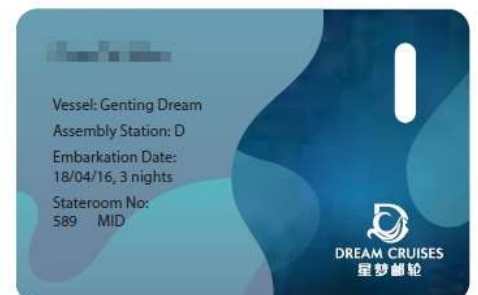 Vessel: Genting Dream
Assembly Station: D
Embarkation Date:
18/04/16, 3 nights
Stateroom No:
589 MID
DREAM CRUISES
星梦邮轮